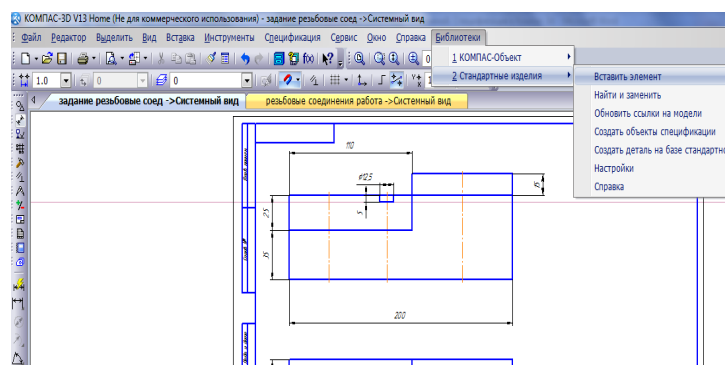 КОМПАС-3D V13 Home (Не для коммерческого использования) - задание резьбовые соед ->Системный вид
Файл Редактор Выделить Вид Вставка Инструменты Спецификация Сервис Окно Справка Библиотеки
1 КОМПАС-Объект
2 Стандартные изделия
Вставить элемент
Найти и заменить
Обновить ссылки на модели
Создать объекты спецификации
Создать деталь на базе стандартно
Настройки
Справка
1.0 0 0
задание резьбовые соед ->Системный вид резьбовые соединения работа ->Системный вид
110
⌀12,5
15
5
25
35
200